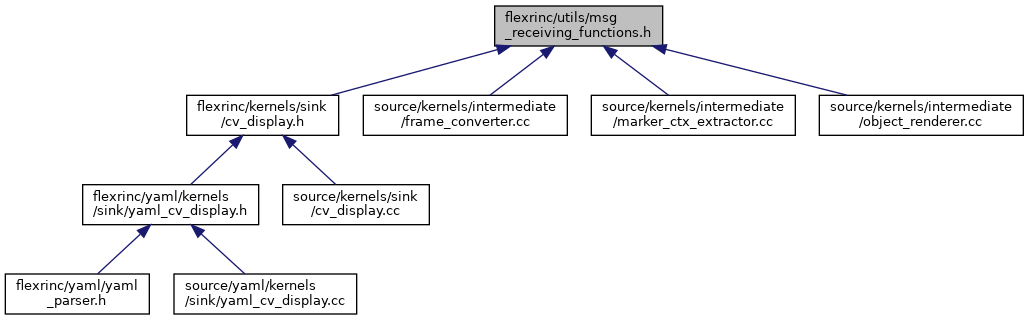 flexrinc/utils/msg
_receiving_functions.h
flexrinc/kernels/sink
/cv_display.h
source/kernels/intermediate
/frame_converter.cc
source/kernels/intermediate
/marker_ctx_extractor.cc
source/kernels/intermediate
/object_renderer.cc
flexrinc/yaml/kernels
/sink/yaml_cv_display.h
source/kernels/sink
/cv_display.cc
flexrinc/yaml/yaml
_parser.h
source/yaml/kernels
/sink/yaml_cv_display.cc